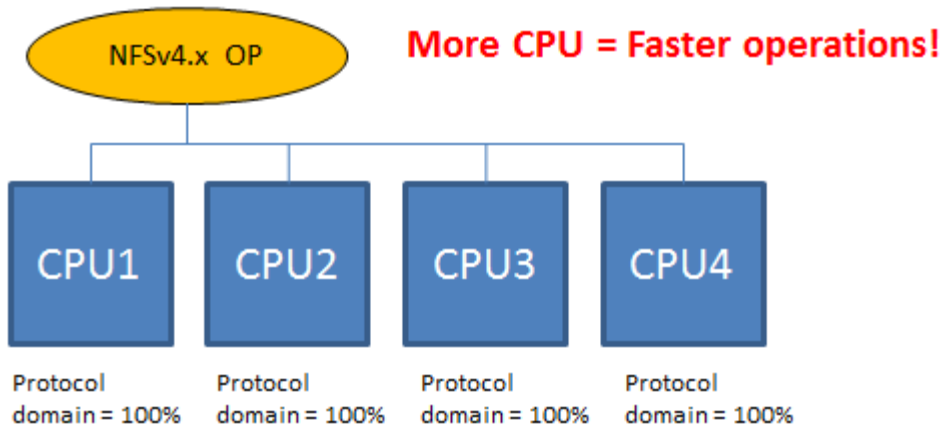 NFSv4.x OP
More CPU = Faster operations!
CPU1
CPU2
CPU3
CPU4
Protocol
domain = 100%
Protocol
domain = 100%
Protocol
domain = 100%
Protocol
domain = 100%